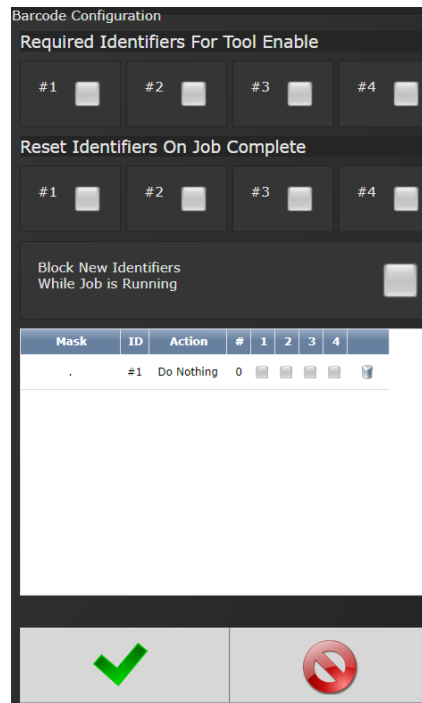 Barcode Configuration
Required Identifiers For Tool Enable
#1 #2 #3 #4
Reset Identifiers On Job Complete
#1 #2 #3 #4
Block New Identifiers
While Job is Running
Mask ID Action # 1 2 3 4
. #1 Do Nothing 0